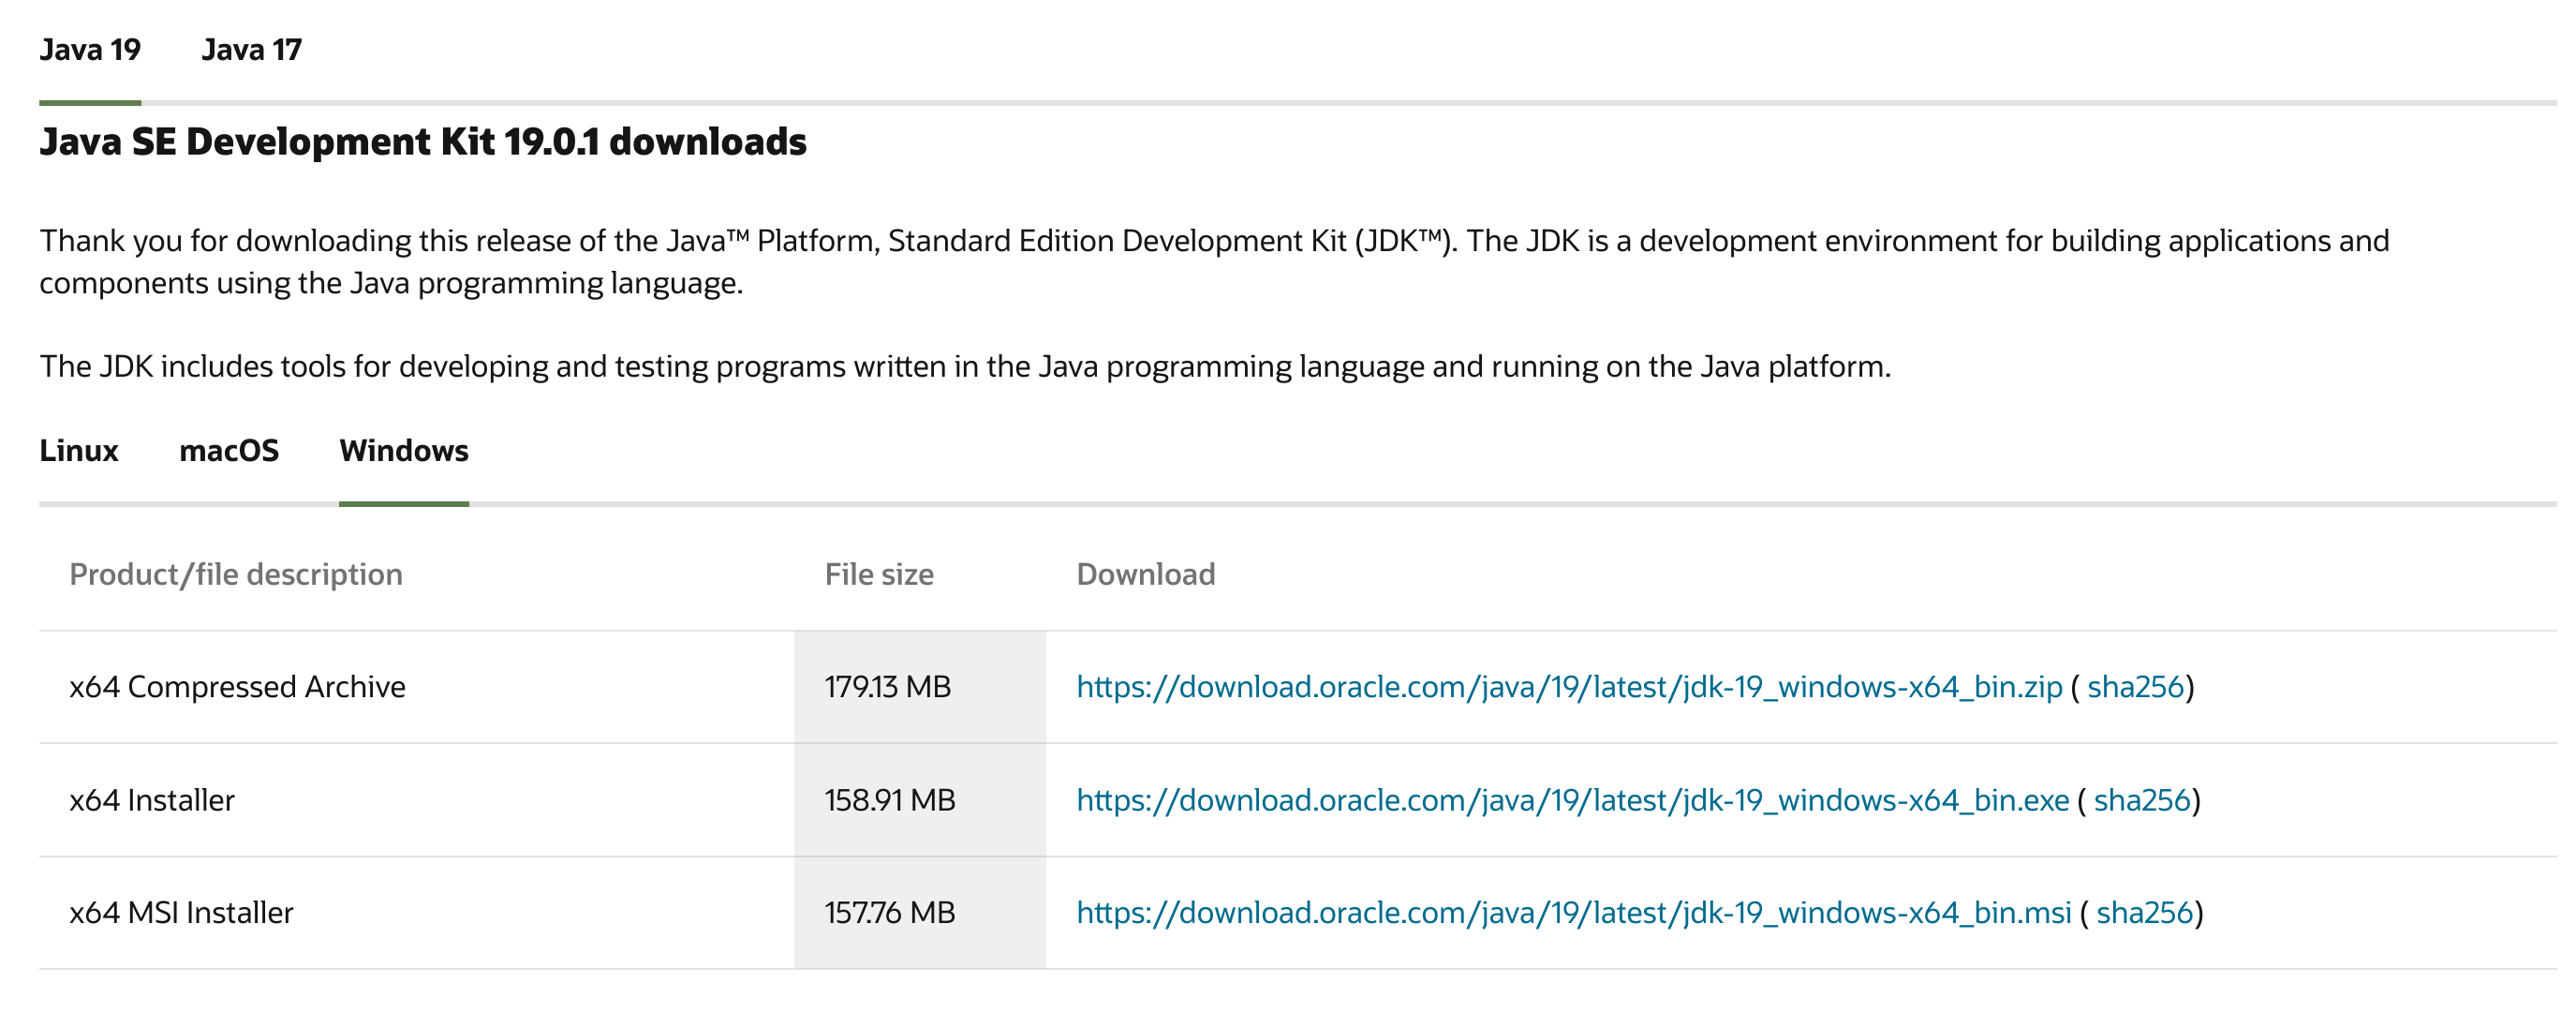 Java 19 Java 17
Java SE Development Kit 19.0.1 downloads
Thank you for downloading this release of the Java™ Platform, Standard Edition Development Kit (JDK™). The JDK is a development environment for building applications and
components using the Java programming language.
The JDK includes tools for developing and testing programs written in the Java programming language and running on the Java platform.
Linux macOS Windows
Product/file description File size Download
x64 Compressed Archive 179.13 MB https://download.oracle.com/java/19/latest/jdk-19_windows-x64_bin.zip ( sha256)
x64 Installer 158.91 MB https://download.oracle.com/java/19/latest/jdk-19_windows-x64_bin.exe ( sha256)
x64 MSI Installer 157.76 MB https://download.oracle.com/java/19/latest/jdk-19_windows-x64_bin.msi ( sha256)